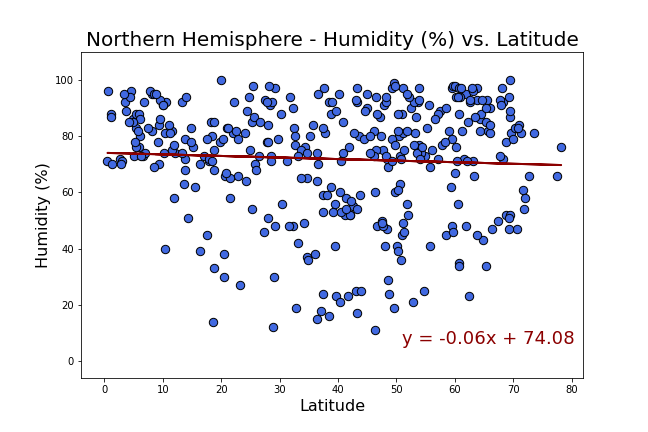 Northern Hemisphere - Humidity (%) vs. Latitude
100
80
60
40
20
0
Humidity (%)
y = -0.06x + 74.08
0 10 20 30 40 50 60 70 80
Latitude